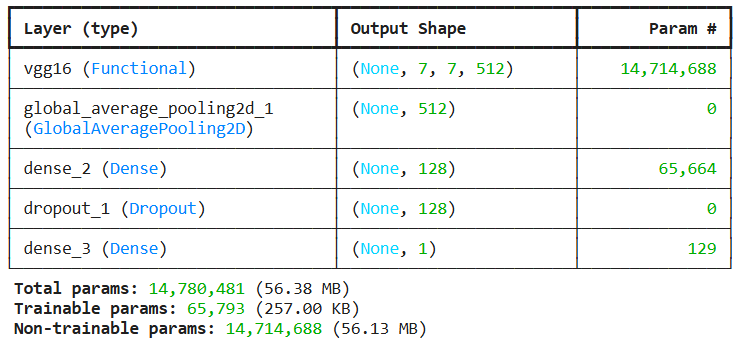 Layer (type) Output Shape Param #
vgg16 (Functional) (None, 7, 7, 512) 14,714,688
global_average_pooling2d_1 (None, 512) 0
(GlobalAveragePooling2D)
dense_2 (Dense) (None, 128) 65,664
dropout_1 (Dropout) (None, 128) 0
dense_3 (Dense) (None, 1) 129
Total params: 14,780,481 (56.38 MB)
Trainable params: 65,793 (257.00 KB)
Non-trainable params: 14,714,688 (56.13 MB)